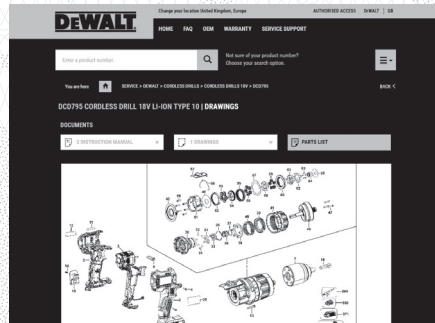 DEWALT.
Change your location United Kingdom, Europe
AUTHORISED ACCESS DEWALT GB
HOME FAQ OEM WARRANTY SERVICE SUPPORT
Enter a product number.
Not sure of your product number?
Choose your search option.
You are here
SERVICE > DEWALT > CORDLESS DRILLS > CORDLESS DRILLS 18V > DCD795
BACK <
DCD795 CORDLESS DRILL 18V LI-ION TYPE 10 | DRAWINGS
DOCUMENTS
2 INSTRUCTION MANUAL
1 DRAWINGS
PARTS LIST